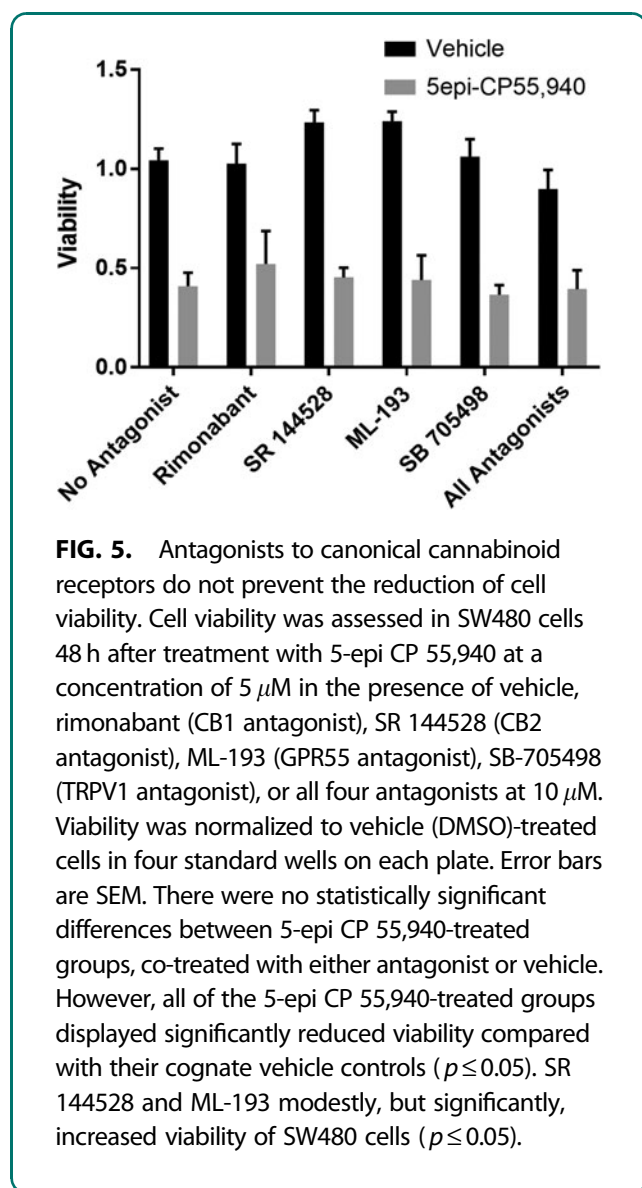 Vehicle
5epi-CP55,940
1.5
1.0
0.5
0.0
Viability
No Antagonist
Rimonabant
SR 144528
ML-193
SB 705498
All Antagonists
FIG. 5. Antagonists to canonical cannabinoid
receptors do not prevent the reduction of cell
viability. Cell viability was assessed in SW480 cells
48 h after treatment with 5-epi CP 55,940 at a
concentration of 5 μM in the presence of vehicle,
rimonabant (CB1 antagonist), SR 144528 (CB2
antagonist), ML-193 (GPR55 antagonist), SB-705498
(TRPV1 antagonist), or all four antagonists at 10 μM.
Viability was normalized to vehicle (DMSO)-treated
cells in four standard wells on each plate. Error bars
are SEM. There were no statistically significant
differences between 5-epi CP 55,940-treated
groups, co-treated with either antagonist or vehicle.
However, all of the 5-epi CP 55,940-treated groups
displayed significantly reduced viability compared
with their cognate vehicle controls (p ≤ 0.05). SR
144528 and ML-193 modestly, but significantly,
increased viability of SW480 cells (p ≤ 0.05).